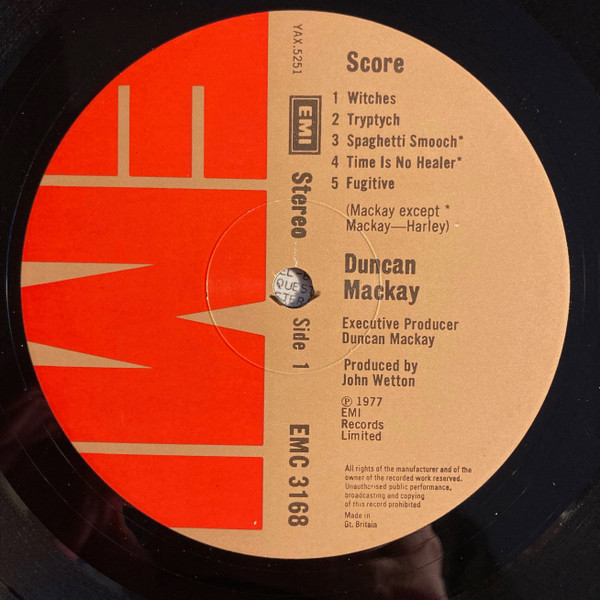 Score
1 Witches
2 Tryptych
3 Spaghetti Smooch*
4 Time Is No Healer*
5 Fugitive
(Mackay except *
Mackay—Harley)
Duncan
Mackay
Executive Producer
Duncan Mackay
Produced by
John Wetton
℗ 1977
EMI
Records
Limited
All rights of the manufacturer and of the
owner of the recorded work reserved.
Unauthorised public performance,
broadcasting and copying
of this record prohibited
Made in
Gt. Britain
YAX.5251
EMI
Stereo
Side 1
EMC 3168
EMI
QUEST